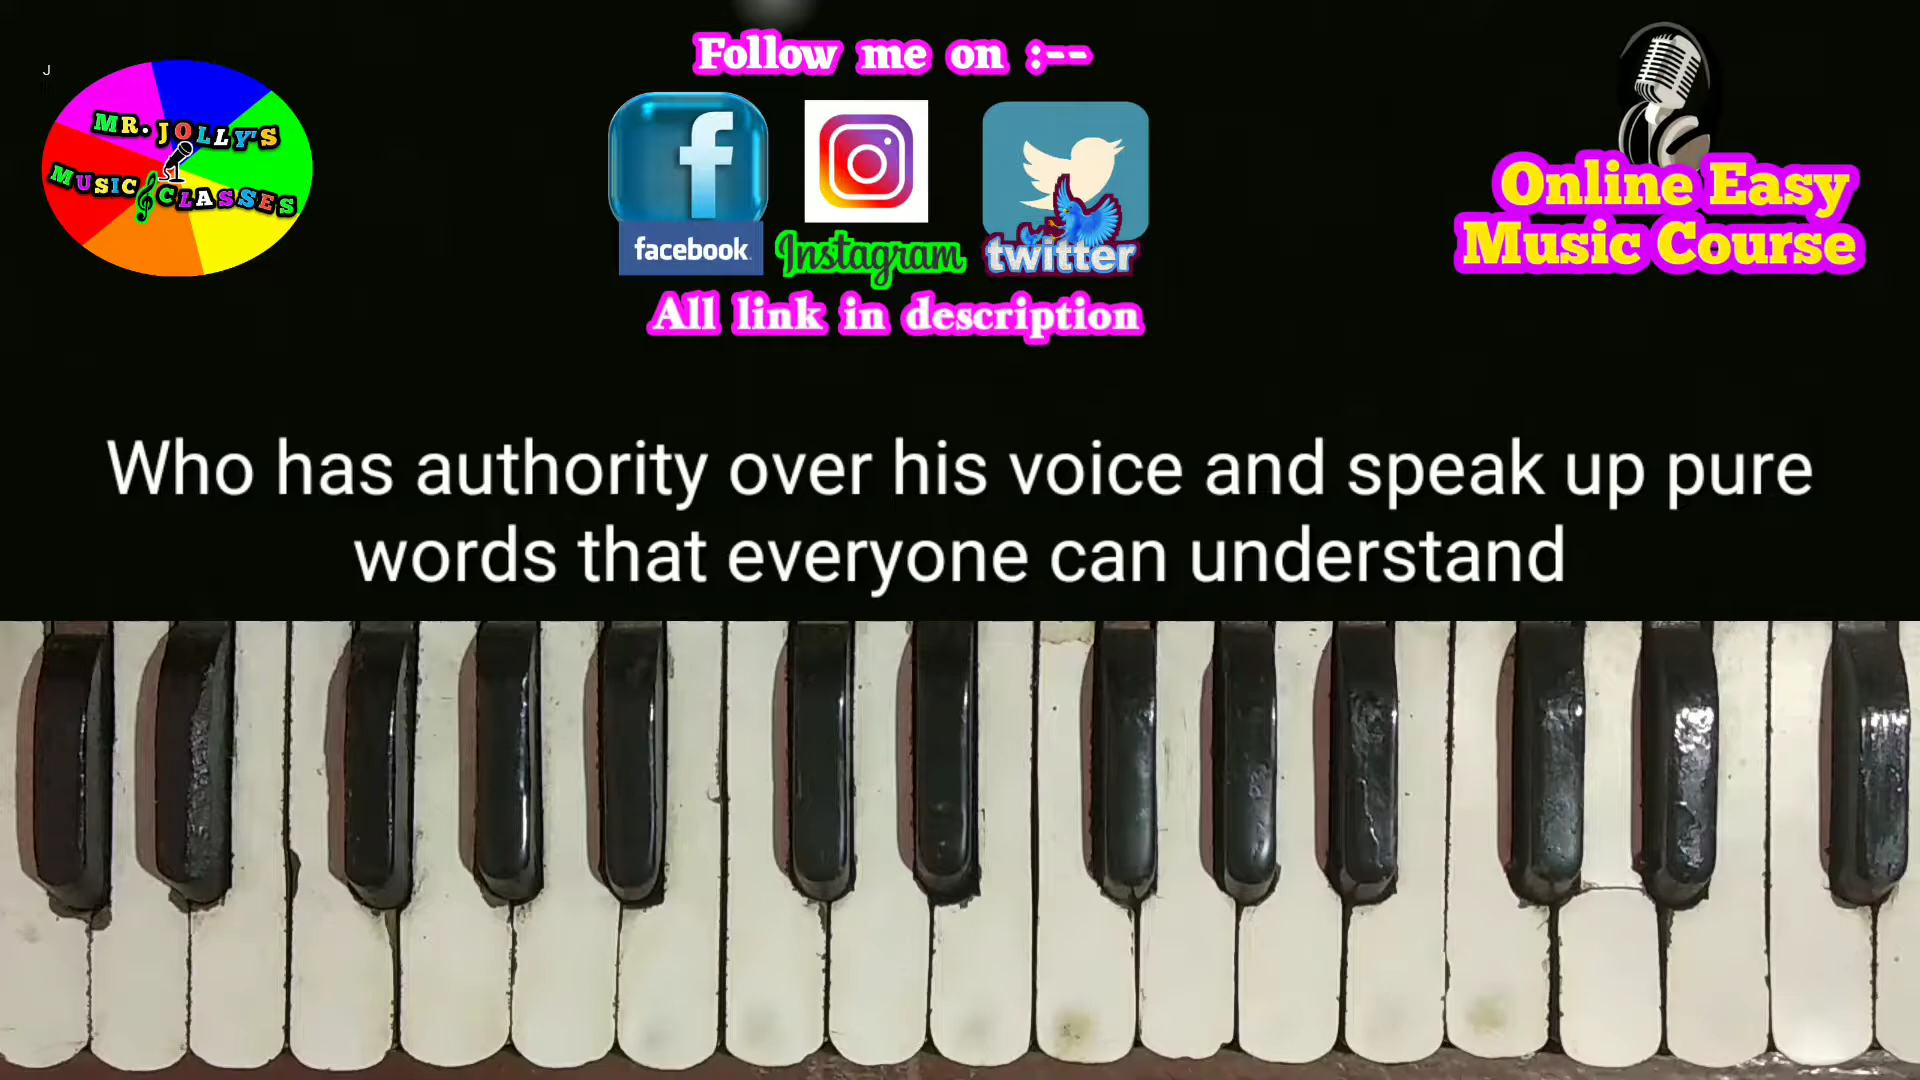 J
MR. JOLLY'S
MUSIC CLASSES
Follow me on :--
facebook
Instagram
twitter
All link in description
Online Easy
Music Course
Who has authority over his voice and speak up pure
words that everyone can understand